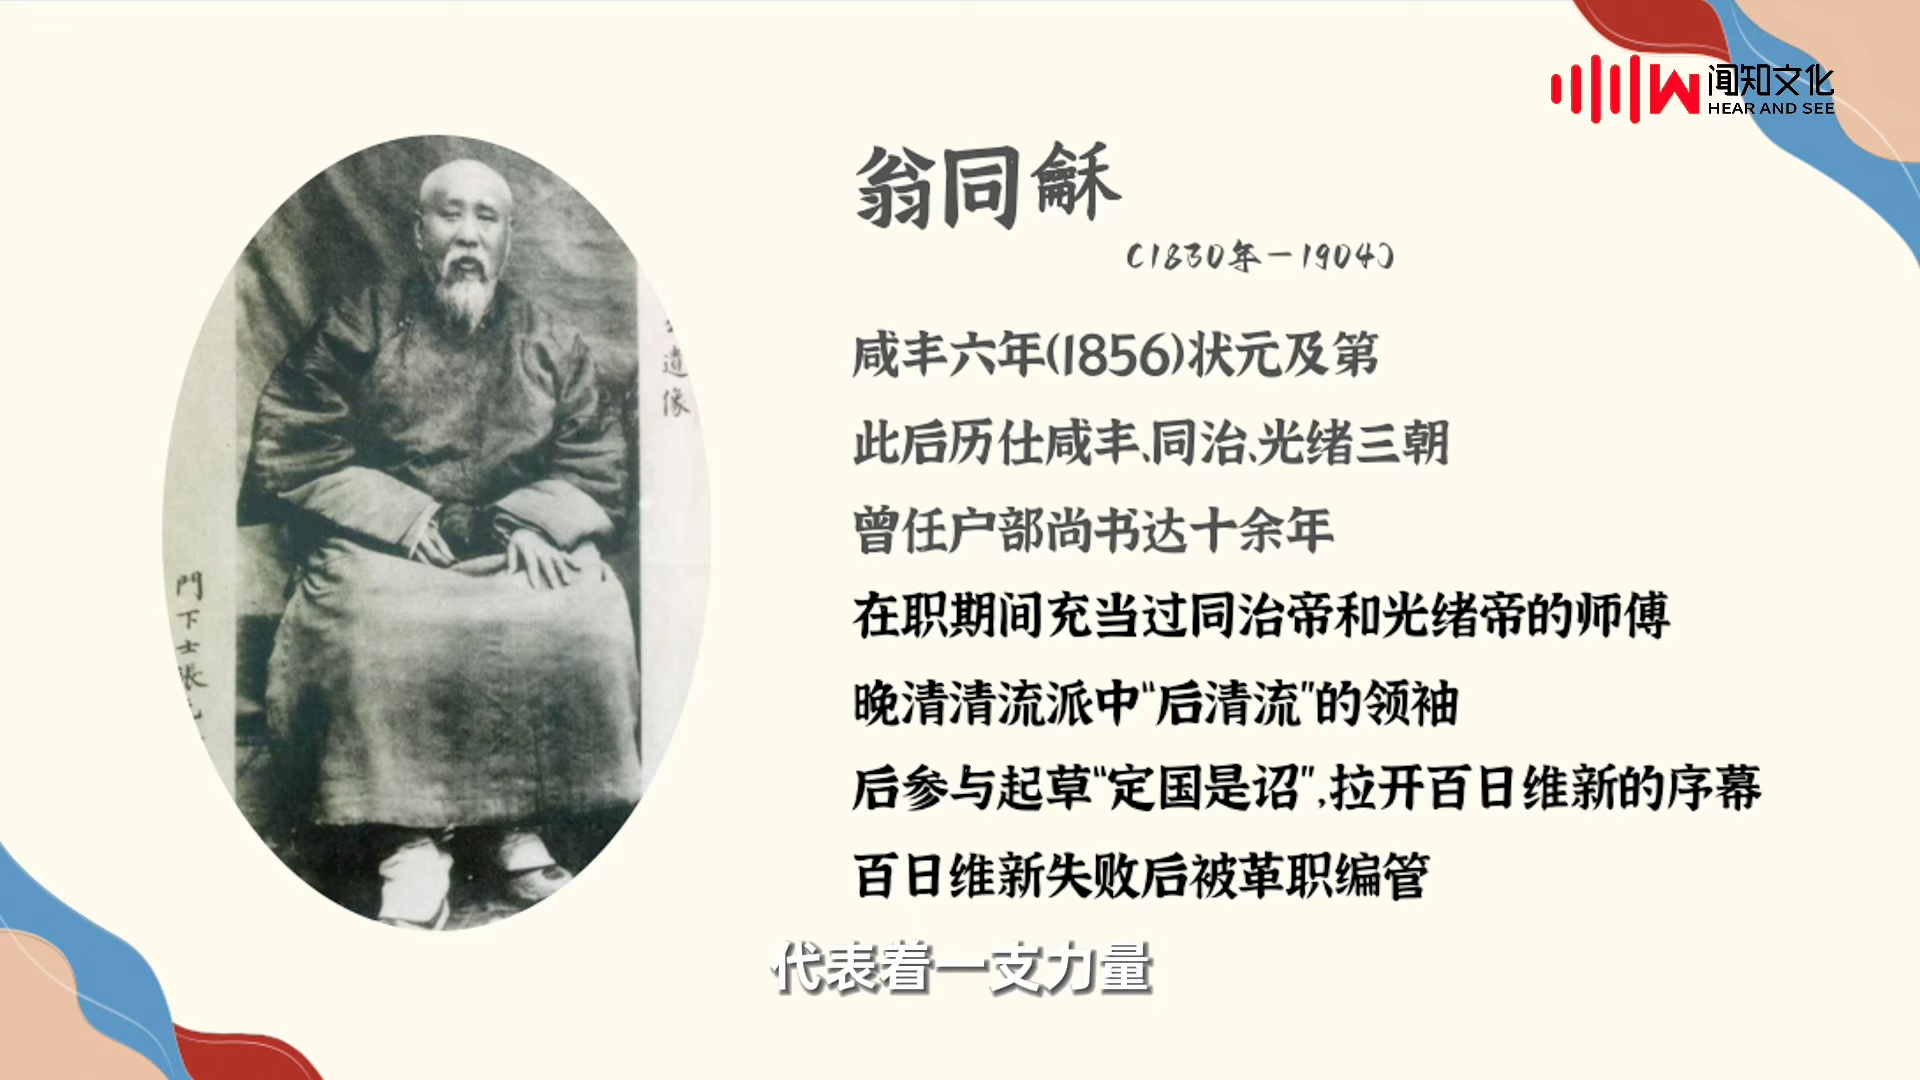 闻知文化
HEAR AND SEE
翁同龢
(1830年－1904)
咸丰六年(1856)状元及第
此后历仕咸丰、同治、光绪三朝
曾任户部尚书达十余年
在职期间充当过同治帝和光绪帝的师傅
晚清清流派中“后清流”的领袖
后参与起草“定国是诏”,拉开百日维新的序幕
百日维新失败后被革职编管
遺像
門下士張
代表着一支力量